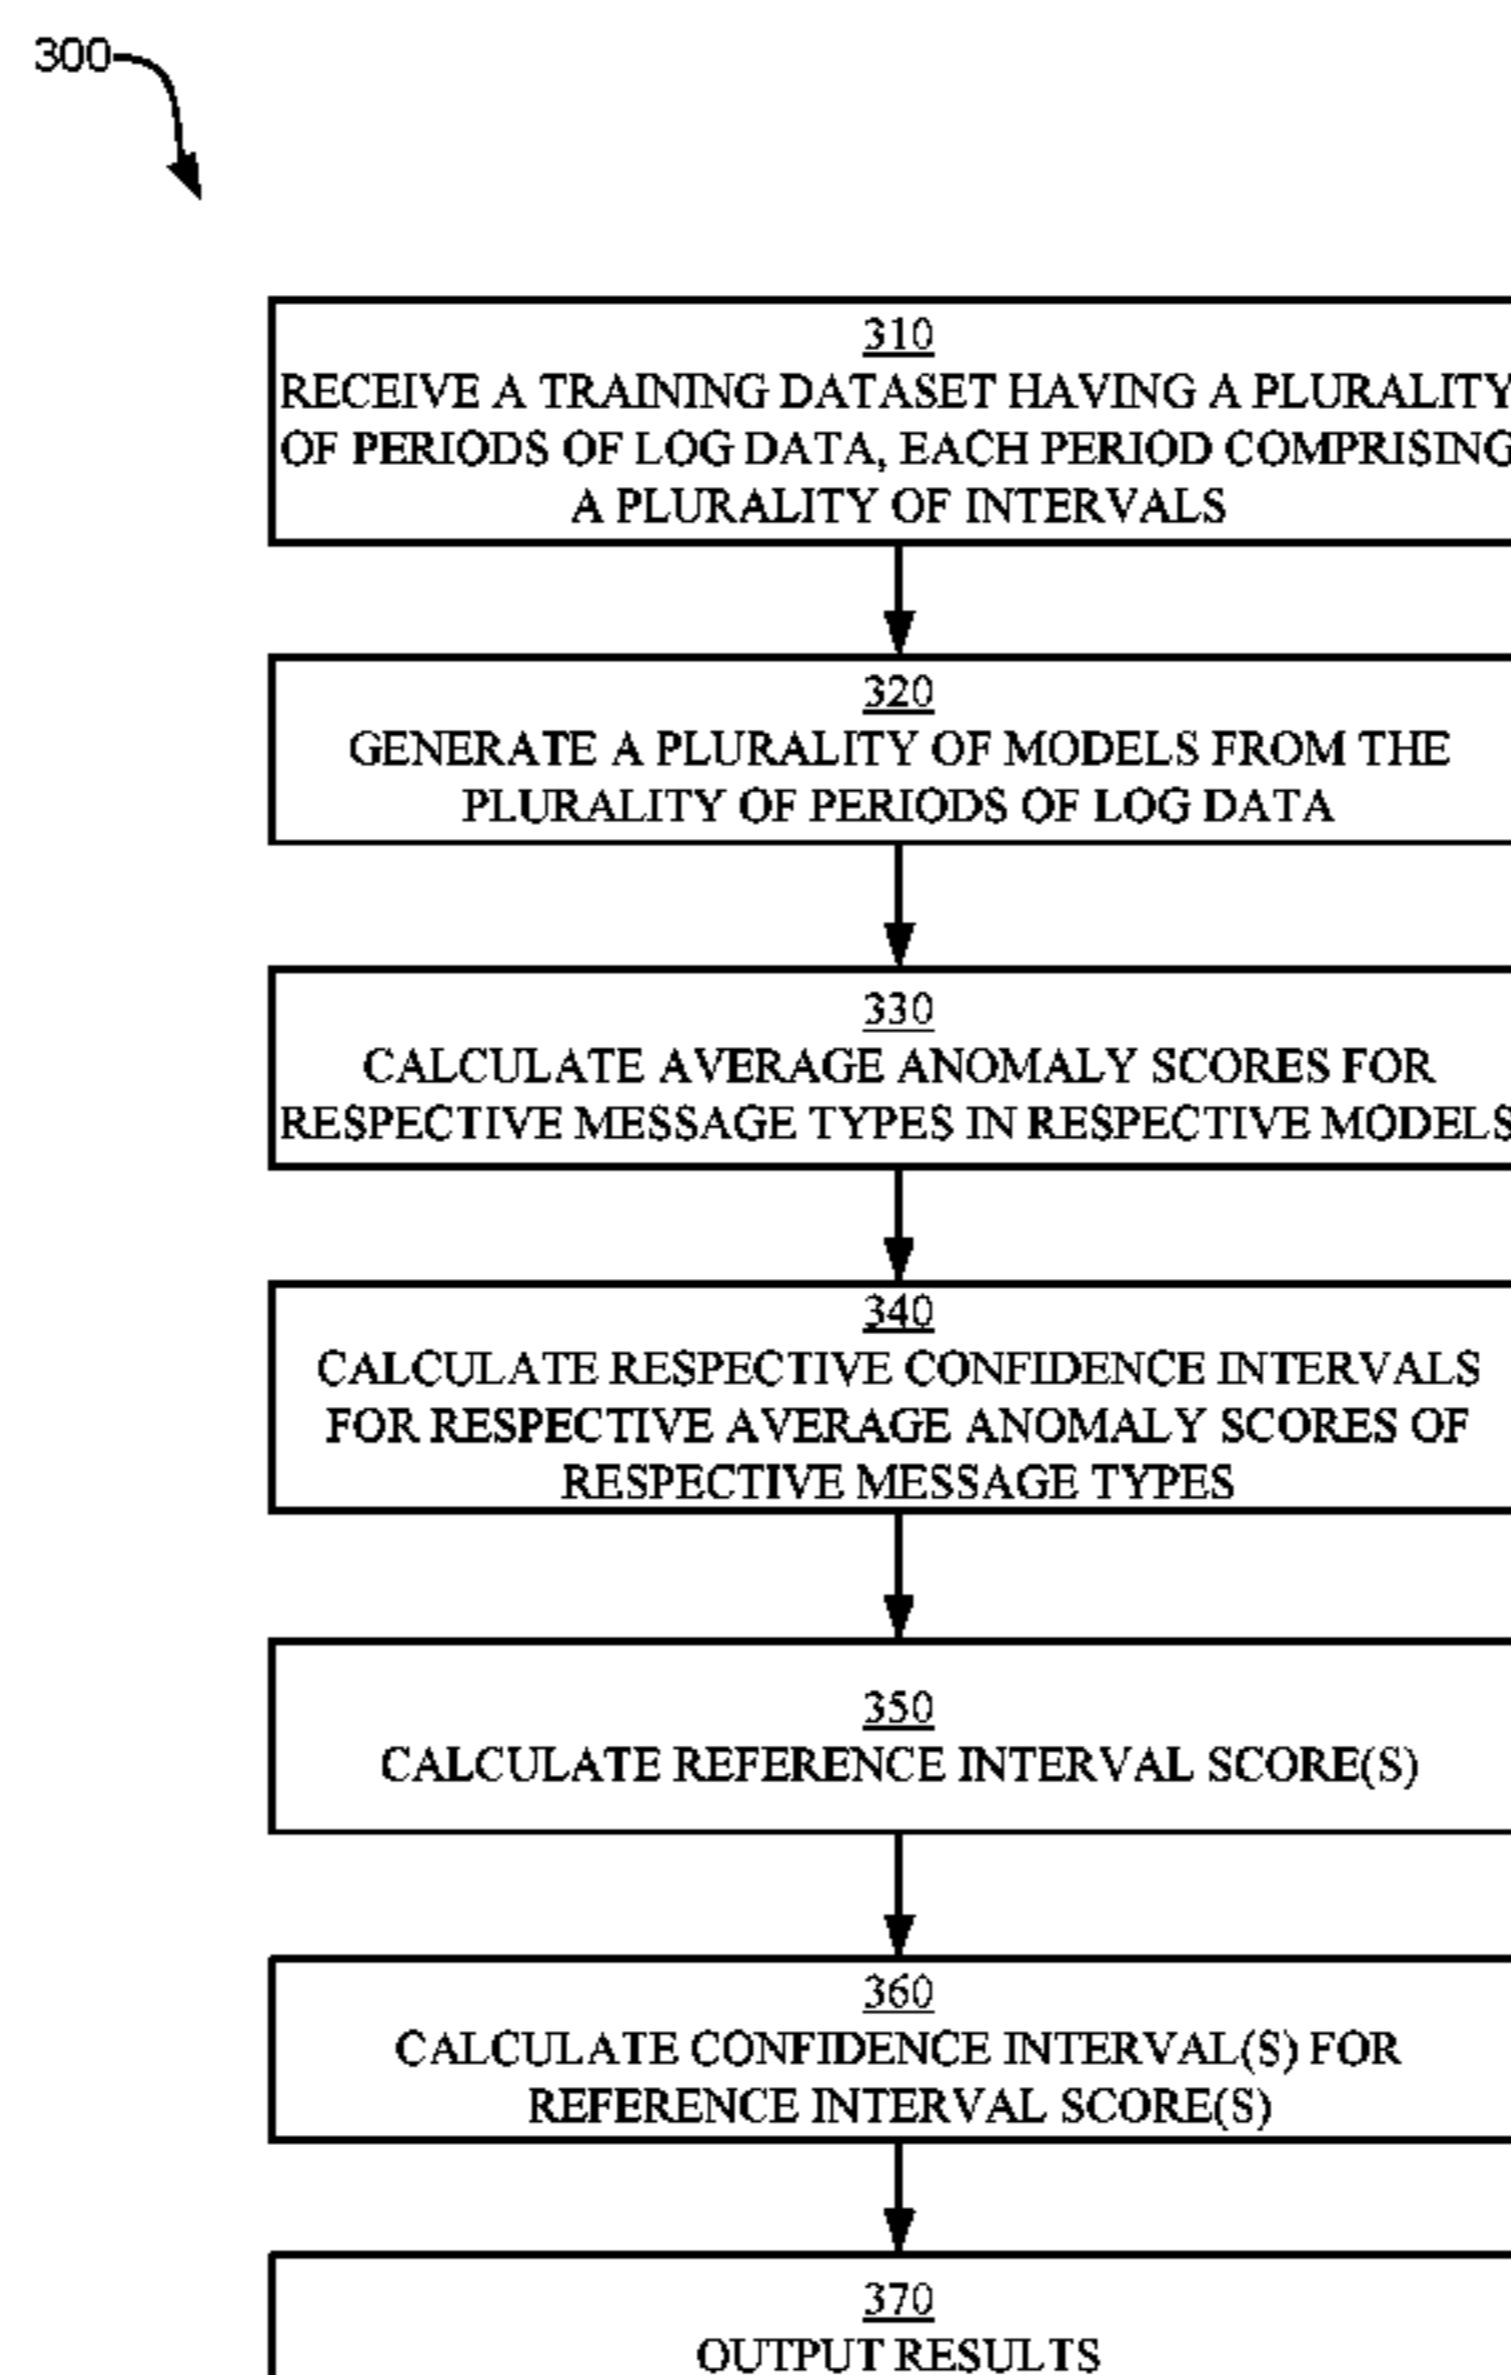 300
310
RECEIVE A TRAINING DATASET HAVING A PLURALITY
OF PERIODS OF LOG DATA, EACH PERIOD COMPRISING
A PLURALITY OF INTERVALS
320
GENERATE A PLURALITY OF MODELS FROM THE
PLURALITY OF PERIODS OF LOG DATA
330
CALCULATE AVERAGE ANOMALY SCORES FOR
RESPECTIVE MESSAGE TYPES IN RESPECTIVE MODELS
340
CALCULATE RESPECTIVE CONFIDENCE INTERVALS
FOR RESPECTIVE AVERAGE ANOMALY SCORES OF
RESPECTIVE MESSAGE TYPES
350
CALCULATE REFERENCE INTERVAL SCORE(S)
360
CALCULATE CONFIDENCE INTERVAL(S) FOR
REFERENCE INTERVAL SCORE(S)
370
OUTPUT RESULTS